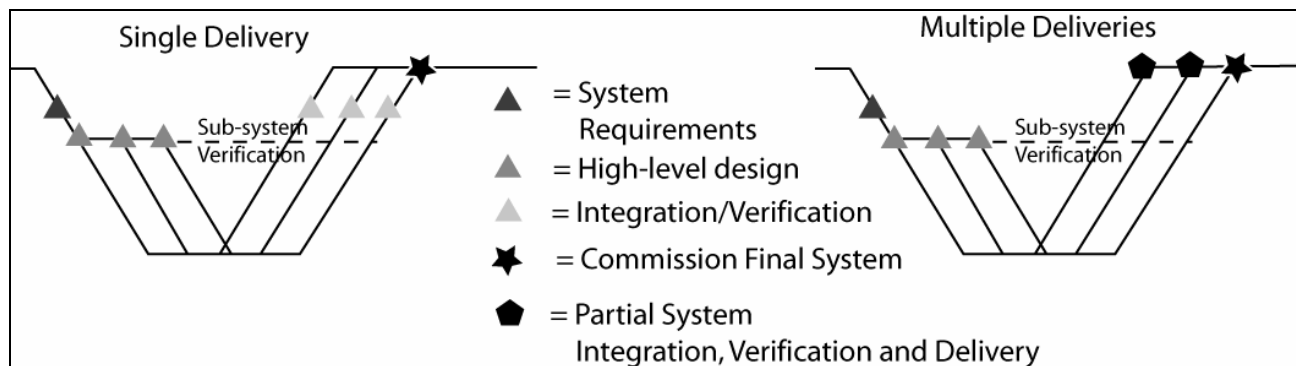 Single Delivery
Sub-system
Verification
= System
Requirements
= High-level design
= Integration/Verification
= Commission Final System
= Partial System
Integration, Verification and Delivery
Multiple Deliveries
Sub-system
Verification